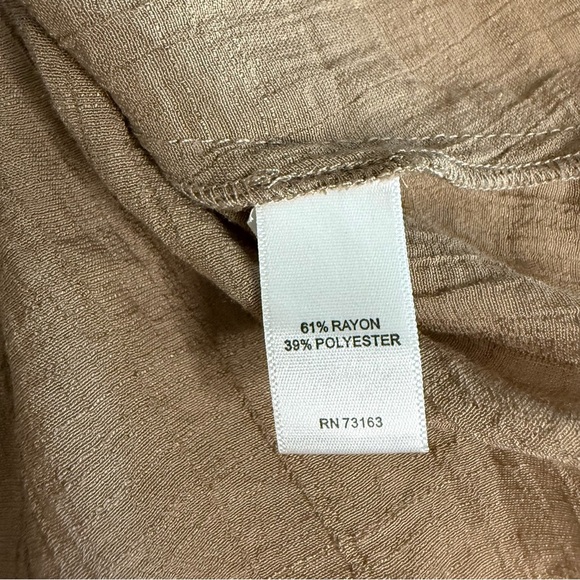 61% RAYON
39% POLYESTER
RN 73163